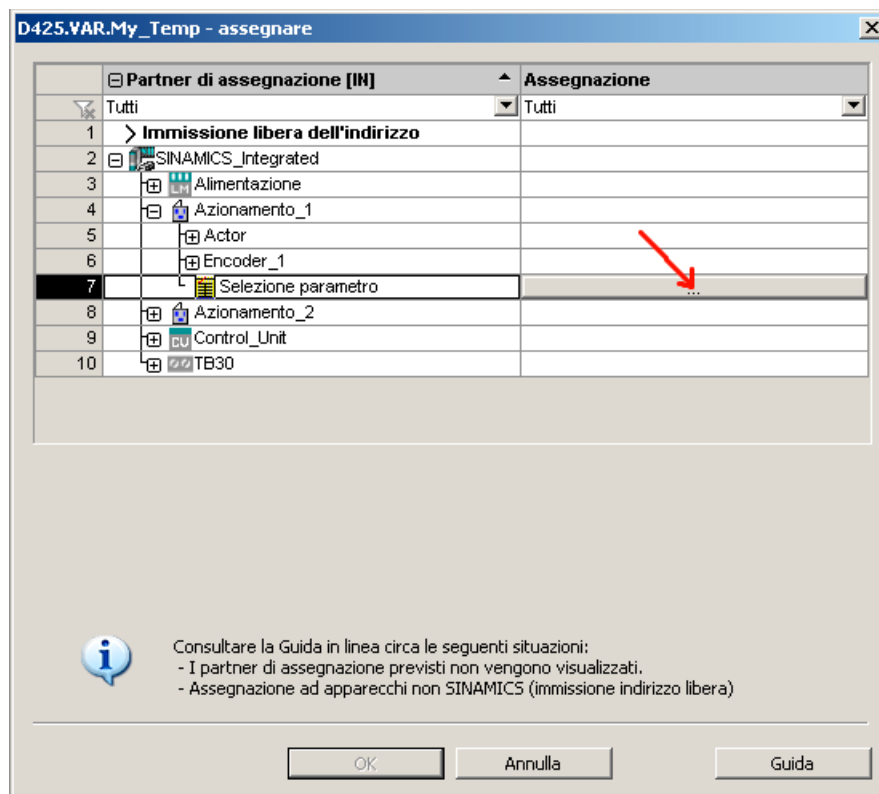 D425.VAR.My_Temp - assegnare
Partner di assegnazione [IN] Assegnazione
Tutti Tutti
1 Immissione libera dell'indirizzo
2 SINAMICS_Integrated
3 LM Alimentazione
4 Azionamento_1
5 Actor
6 Encoder_1
7 Selezione parametro ...
8 Azionamento_2
9 CU Control_Unit
10 TB30
Consultare la Guida in linea circa le seguenti situazioni:
- I partner di assegnazione previsti non vengono visualizzati.
- Assegnazione ad apparecchi non SINAMICS (immissione indirizzo libera)
OK Annulla Guida